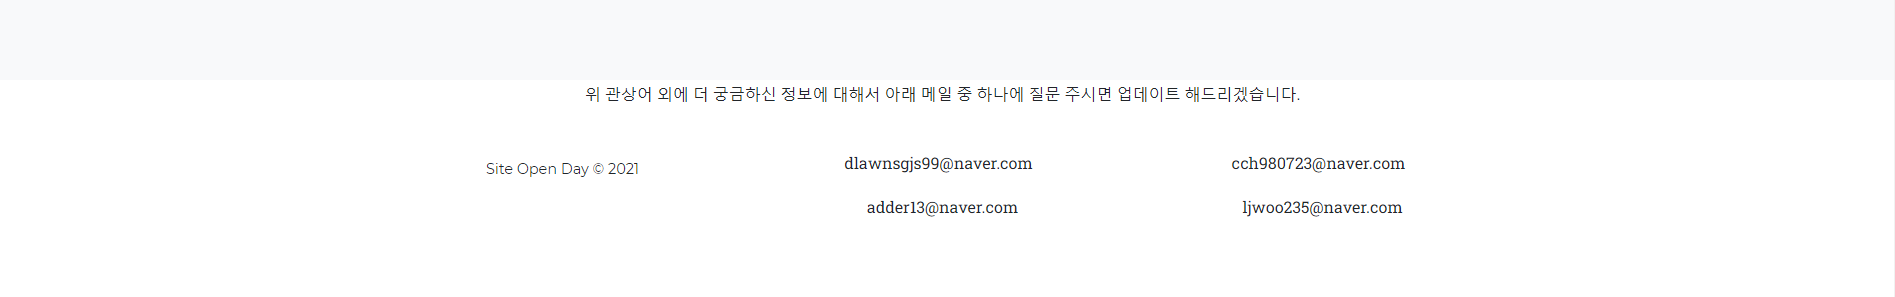 위 관상어 외에 더 궁금하신 정보에 대해서 아래 메일 중 하나에 질문 주시면 업데이트 해드리겠습니다.
Site Open Day © 2021
dlawnsgjs99@naver.com
cch980723@naver.com
adder13@naver.com
ljwoo235@naver.com